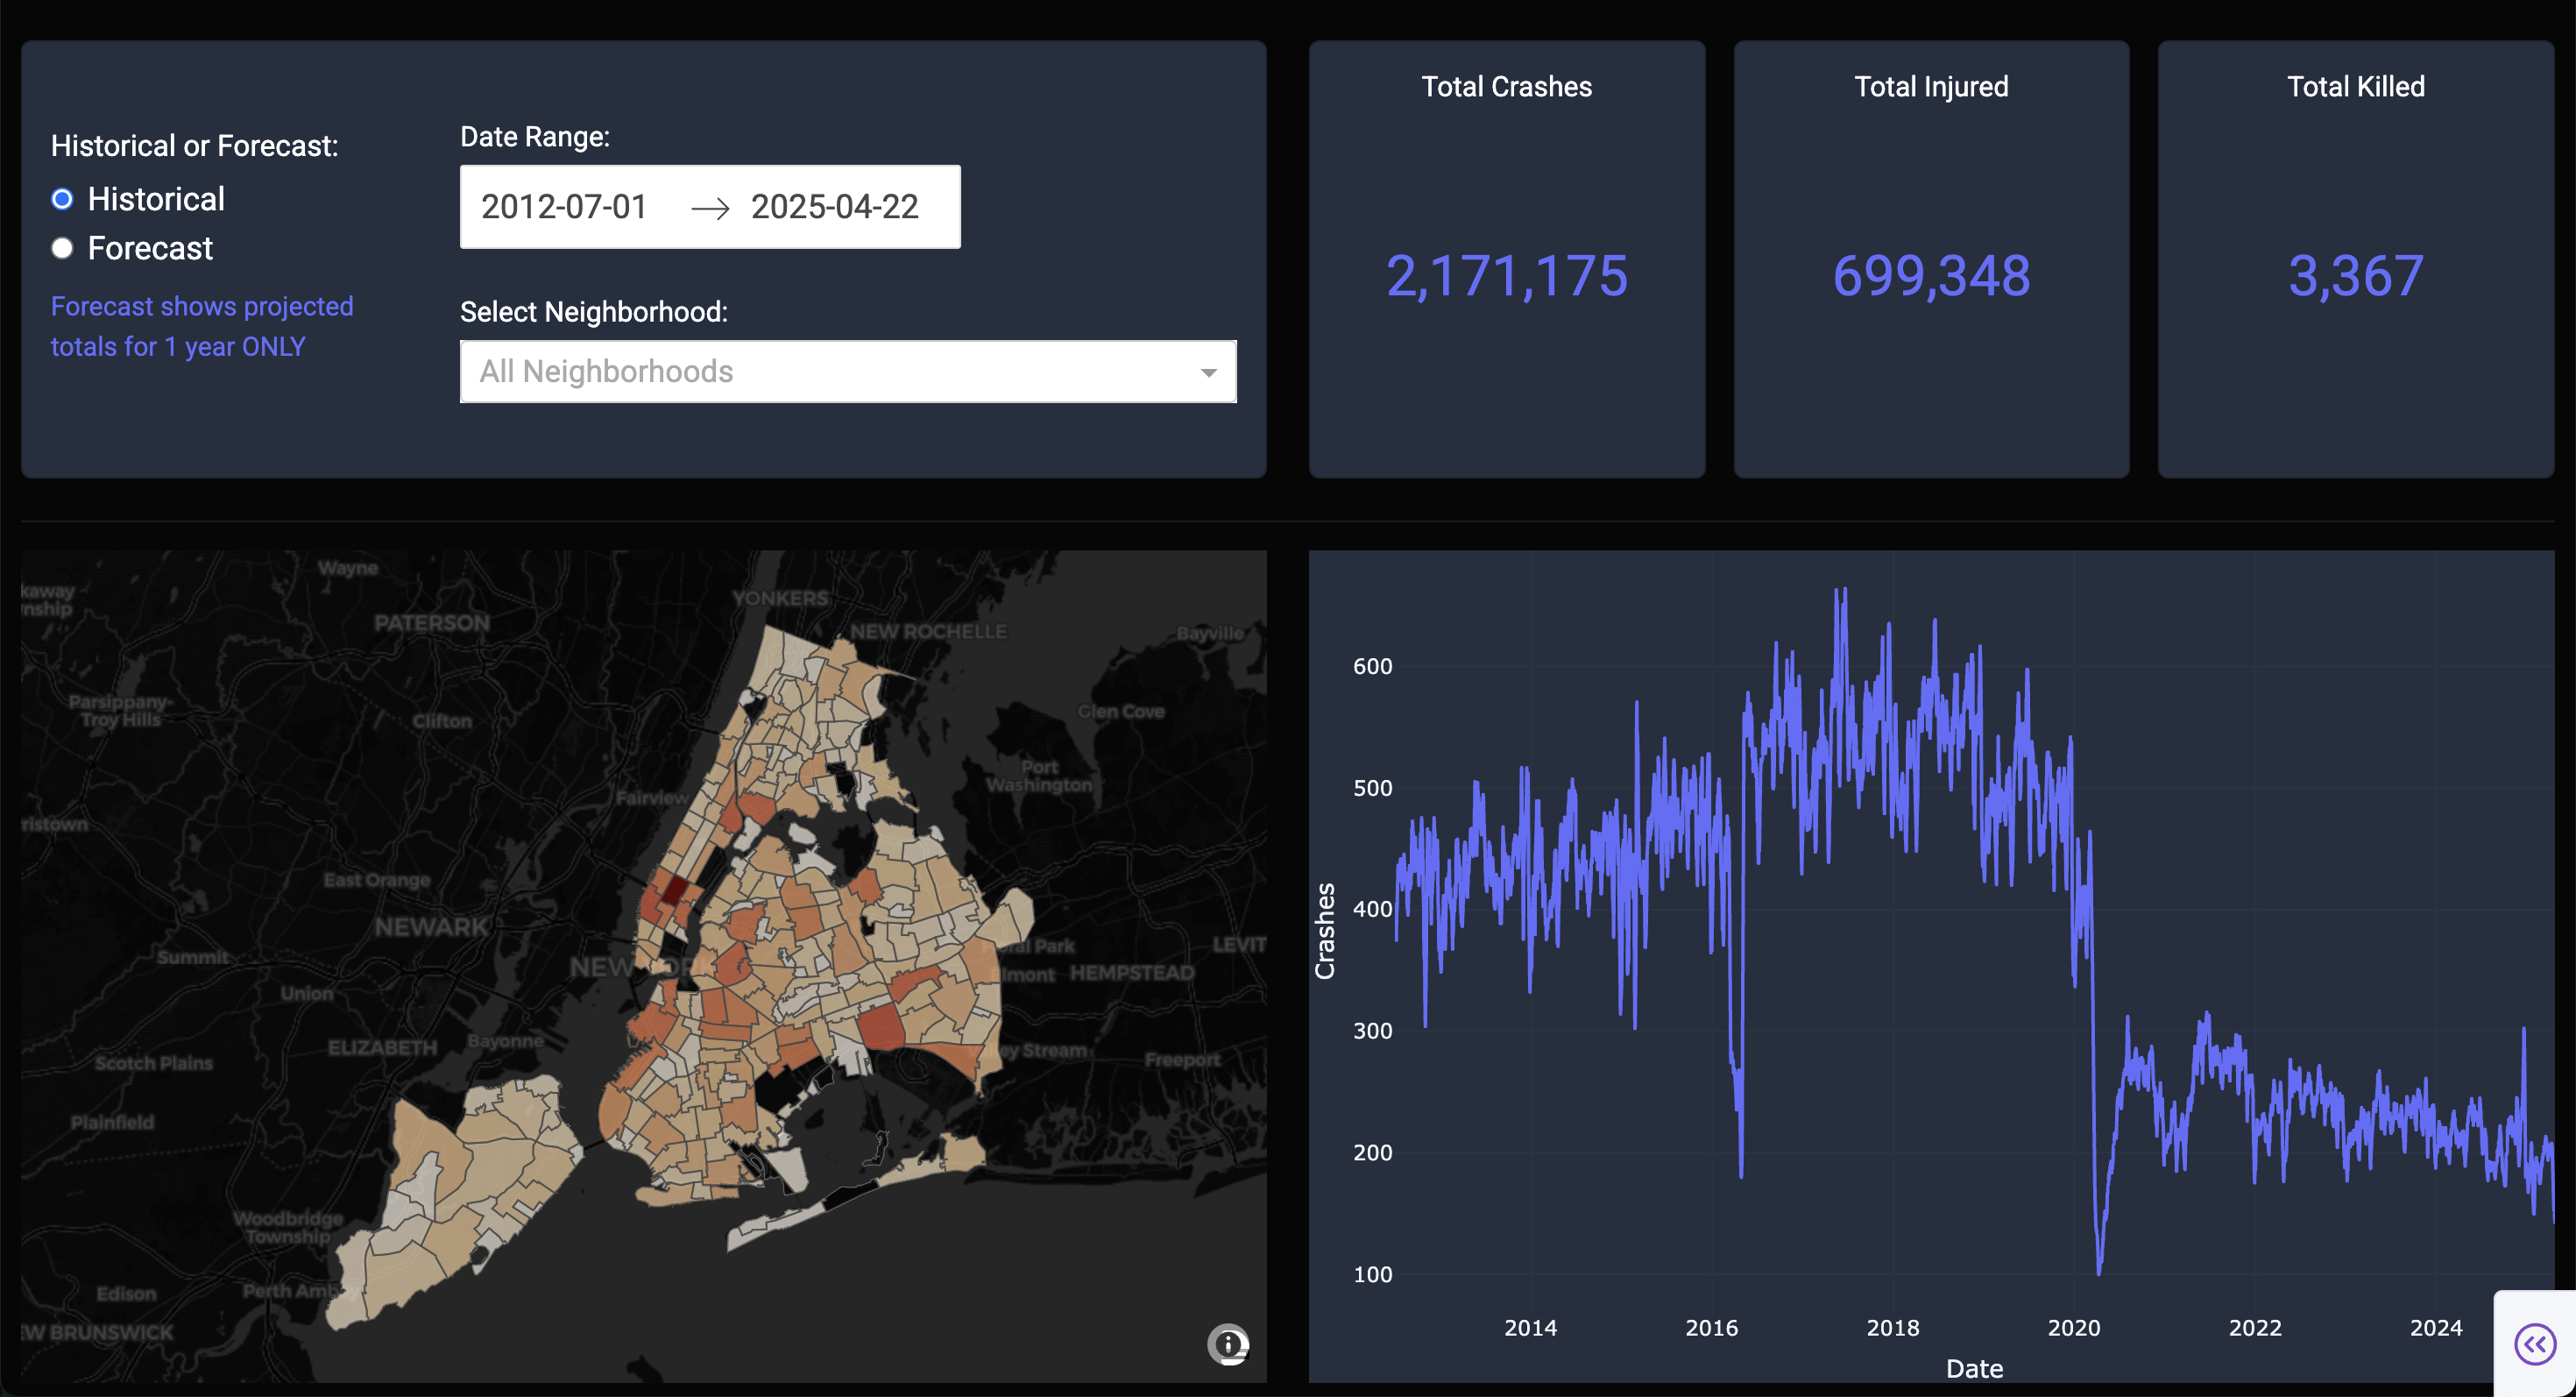 Historical or Forecast:
Historical
Forecast
Forecast shows projected
totals for 1 year ONLY
Date Range:
2012-07-01 → 2025-04-22
Select Neighborhood:
All Neighborhoods
Total Crashes
2,171,175
Total Injured
699,348
Total Killed
3,367
Wayne
YONKERS
kaway
nship
PATERSON
NEW ROCHELLE
Bayville
Parsippany-
Troy Hills
Clifton
Glen Cove
Port
Washington
Fairview
ristown
East Orange
NEWARK
Summit
NEW
Park
LEVIT
lmont
HEMPSTEAD
Union
ELIZABETH
Bayonne
Scotch Plains
ey Stream
Freeport
Plainfield
Woodbridge
Township
Edison
Perth Amb
EW BRUNSWICK
600
500
400
300
200
100
Crashes
2014
2016
2018
2020
2022
2024
Date